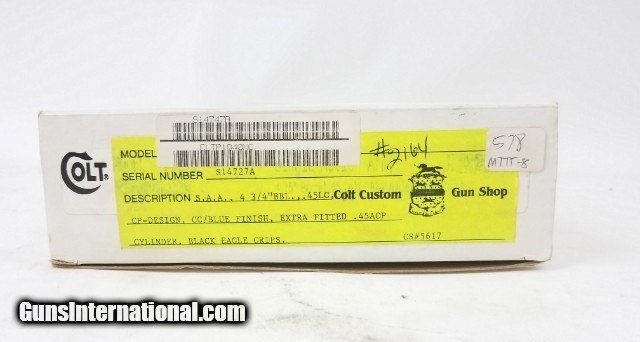 S14747A
#2164
MODEL
578
MTTT-8
COLT
SERIAL NUMBER S14727A
DESCRIPTION S.A.A., 4 3/4"BBL., .45LC, Colt Custom Gun Shop
CP-DESIGN, CC/BLUE FINISH, EXTRA FITTED .45ACP
CYLINDER, BLACK EAGLE GRIPS. CS#5617
GunsInternational.com